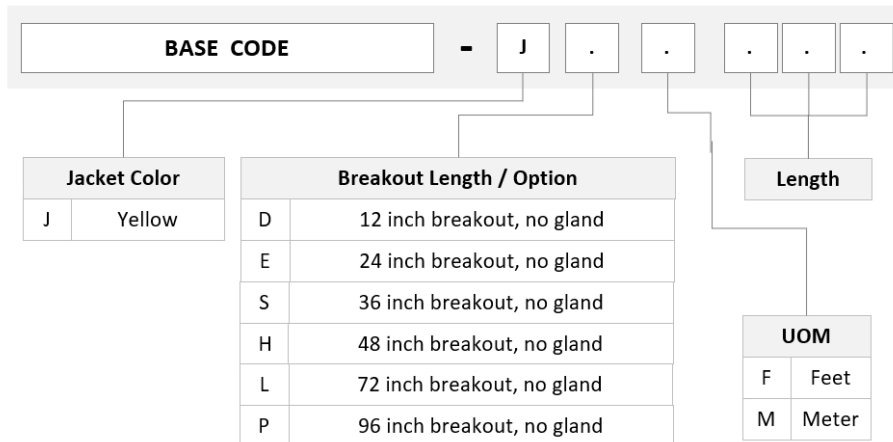 BASE CODE - J . . . . .
Jacket Color
J Yellow
Breakout Length / Option
D 12 inch breakout, no gland
E 24 inch breakout, no gland
S 36 inch breakout, no gland
H 48 inch breakout, no gland
L 72 inch breakout, no gland
P 96 inch breakout, no gland
Length
UOM
F Feet
M Meter